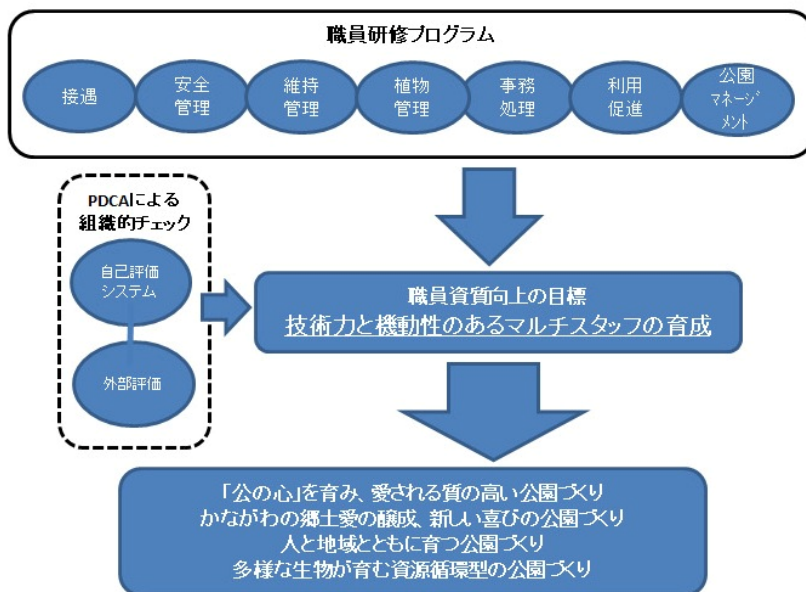 職員研修プログラム
接遇
安全
管理
維持
管理
植物
管理
事務
処理
利用
促進
公園
マネージ
メント
PDCAによる
組織的チェック
自己評価
システム
外部評価
職員資質向上の目標
技術力と機動性のあるマルチスタッフの育成
「公の心」を育み、愛される質の高い公園づくり
かながわの郷土愛の醸成、新しい喜びの公園づくり
人と地域とともに育つ公園づくり
多様な生物が育む資源循環型の公園づくり